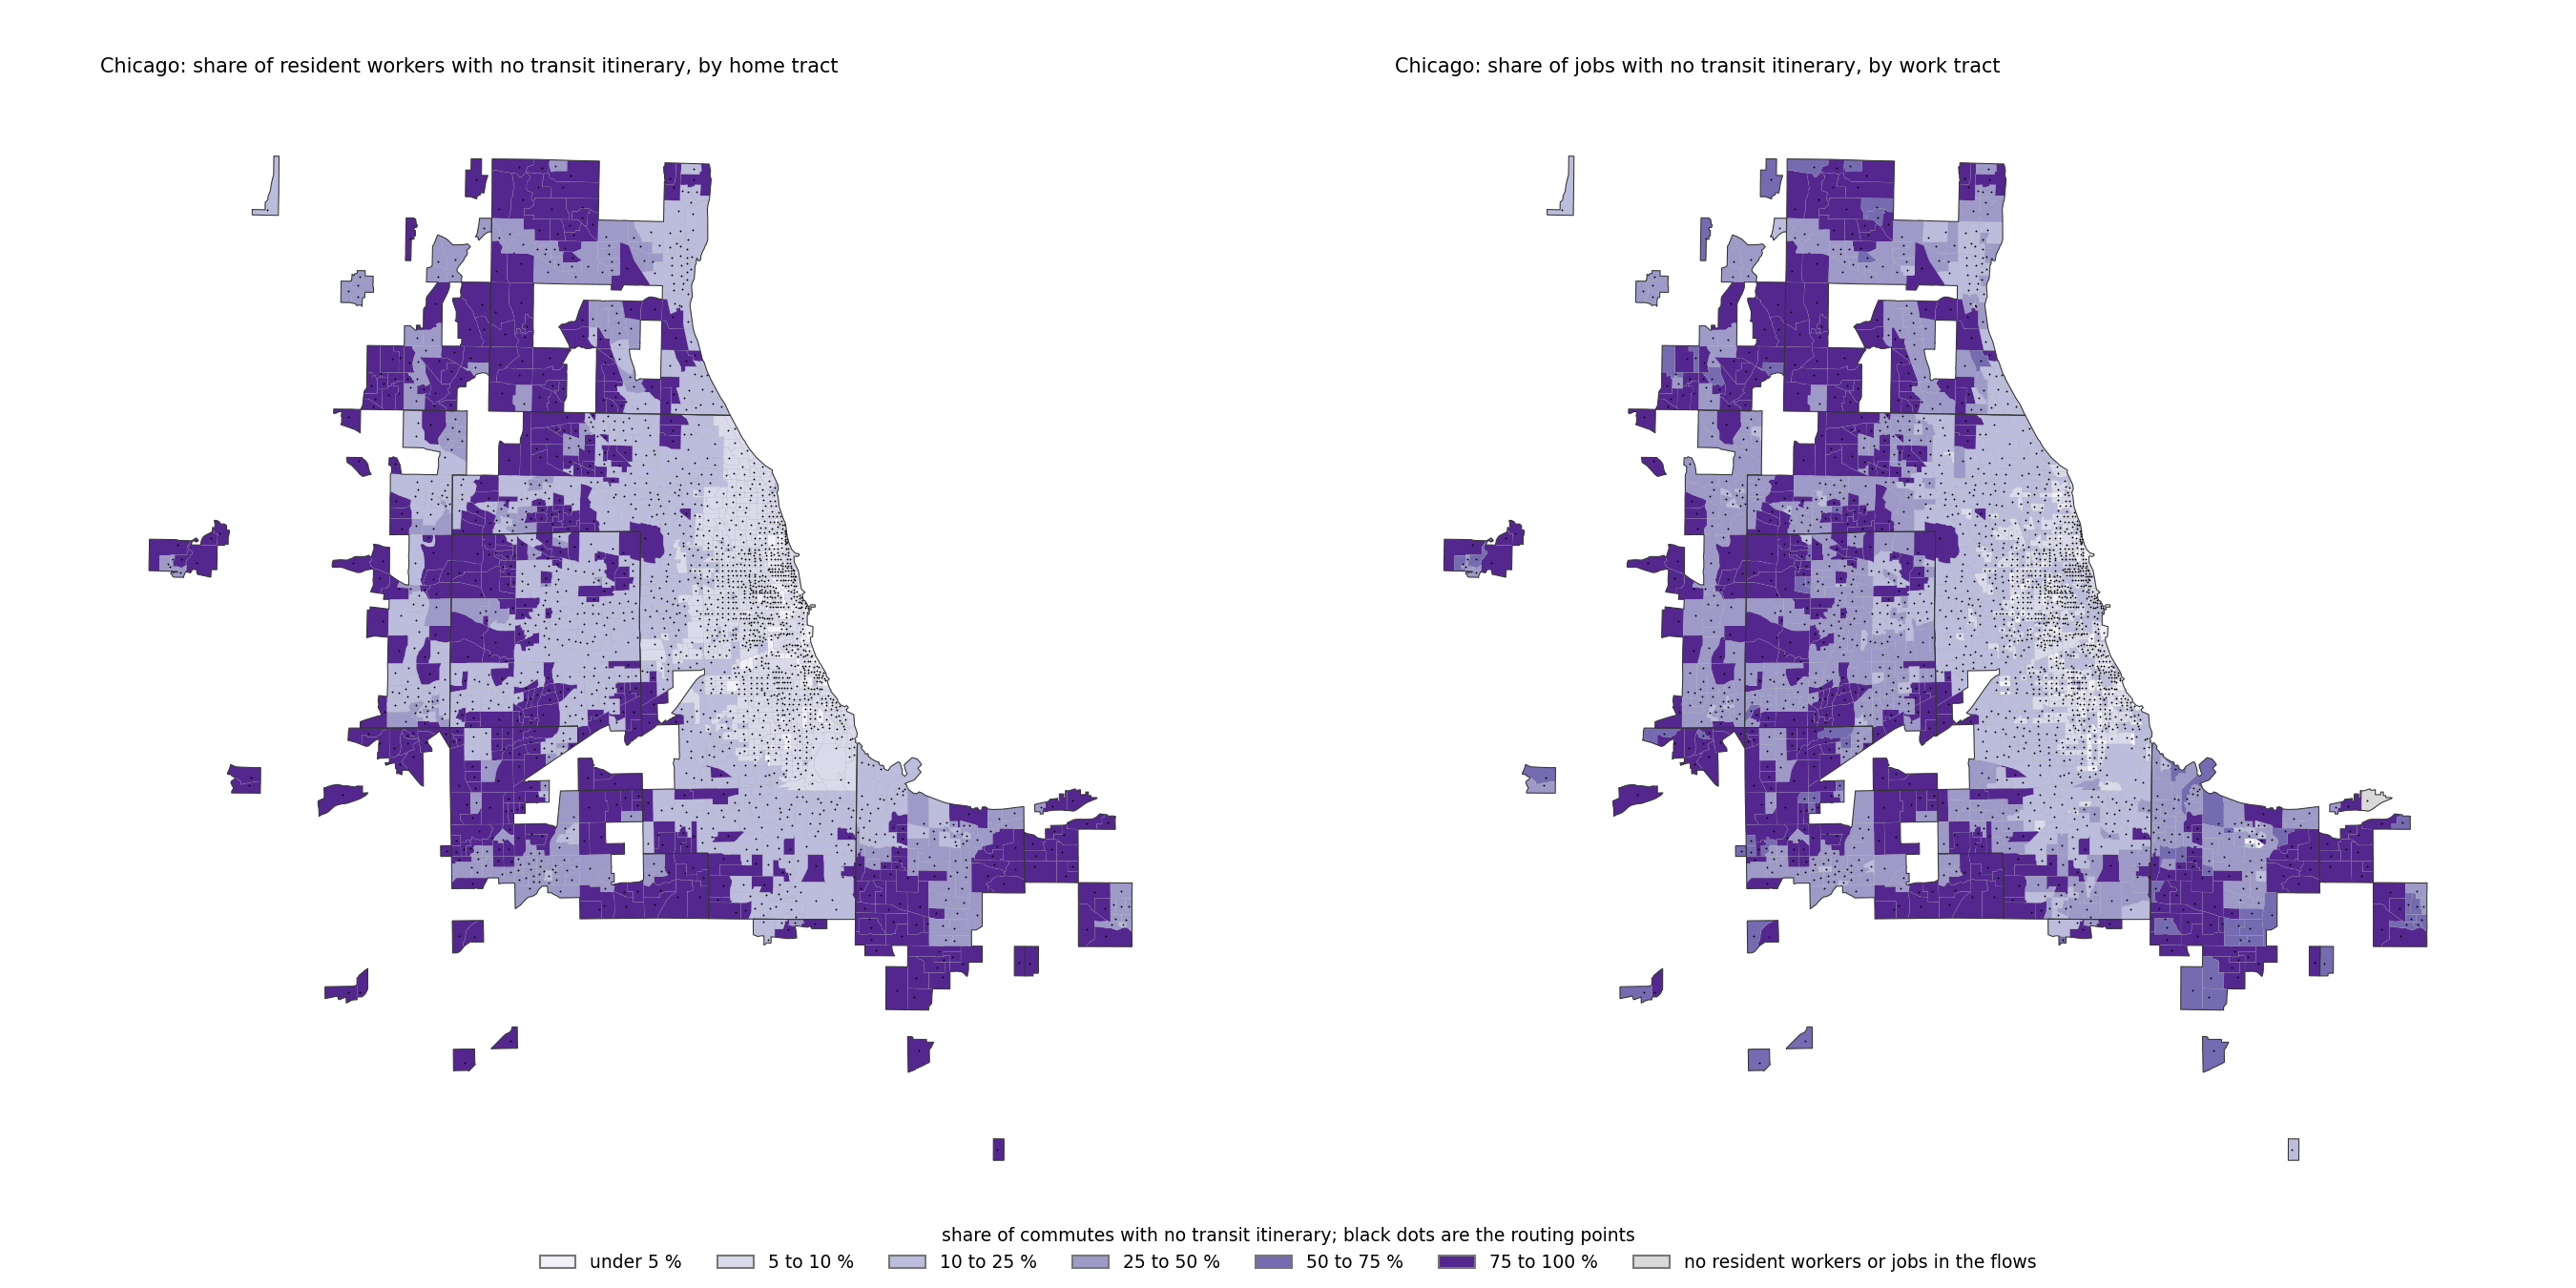 Chicago: share of resident workers with no transit itinerary, by home tract
Chicago: share of jobs with no transit itinerary, by work tract
share of commutes with no transit itinerary; black dots are the routing points
under 5 %
5 to 10 %
10 to 25 %
25 to 50 %
50 to 75 %
75 to 100 %
no resident workers or jobs in the flows